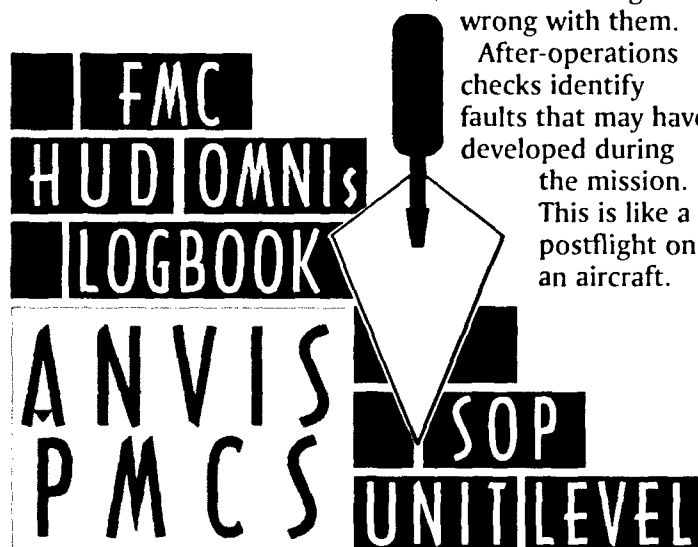 wrong with them.
After-operations
checks identify
faults that may have
developed during
the mission.
This is like a
postflight on
an aircraft.
FMC
HUD OMNIs
LOGBOOK
ANVIS
PMCS
SOP
UNIT LEVEL